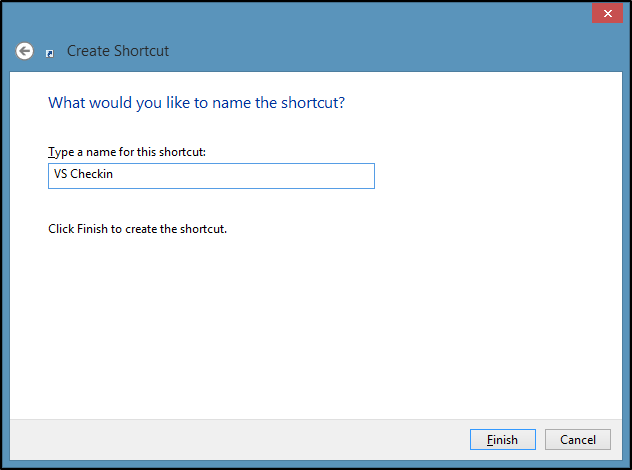 Create Shortcut
What would you like to name the shortcut?
Type a name for this shortcut:
VS Checkin
Click Finish to create the shortcut.
Finish
Cancel